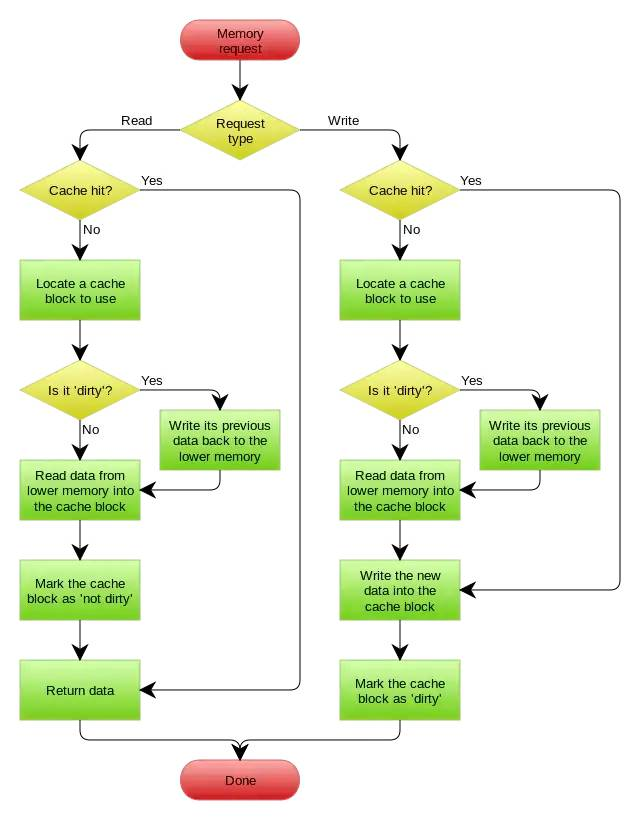 Memory
request
Read
Request
type
Write
Cache hit?
Yes
Cache hit?
Yes
No
No
Locate a cache
block to use
Locate a cache
block to use
Is it 'dirty'?
Yes
Is it 'dirty'?
Yes
No
Write its previous
data back to the
lower memory
No
Write its previous
data back to the
lower memory
Read data from
lower memory into
the cache block
Read data from
lower memory into
the cache block
Mark the cache
block as 'not dirty'
Write the new
data into the
cache block
Return data
Mark the cache
block as 'dirty'
Done